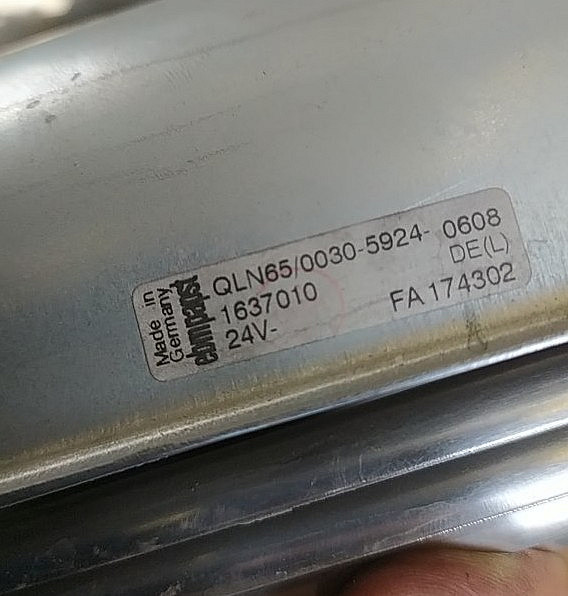 Made in
Germany
ebmpapst
QLN65/0030-5924- 0608
DE(L)
1637010
24V-
FA 174302